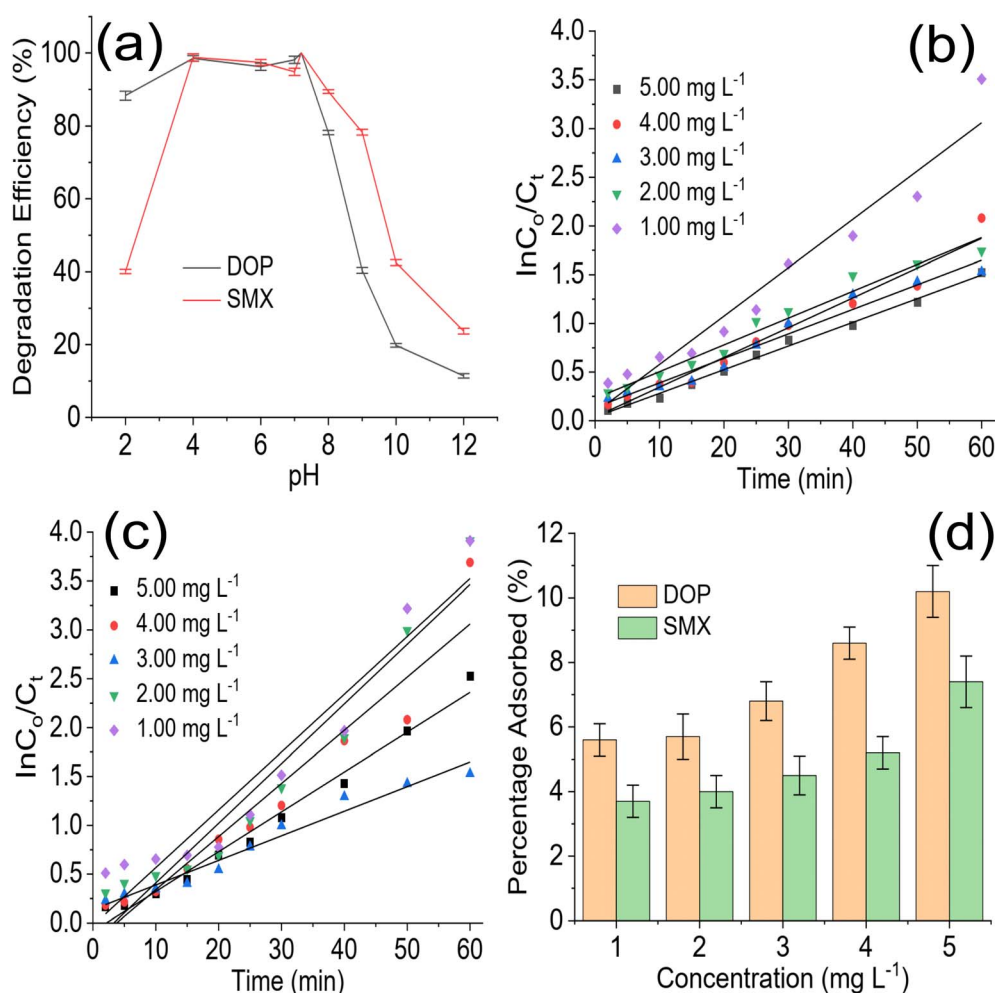 (a)
Degradation Efficiency (%)
100
80
60
40
20
0
DOP
SMX
2 4 6 8 10 12
pH
(b)
lnC₀/Cₜ
3.5
3.0
2.5
2.0
1.5
1.0
0.5
0.0
5.00 mg L⁻¹
4.00 mg L⁻¹
3.00 mg L⁻¹
2.00 mg L⁻¹
1.00 mg L⁻¹
0 10 20 30 40 50 60
Time (min)
(c)
lnC₀/Cₜ
4.0
3.5
3.0
2.5
2.0
1.5
1.0
0.5
0.0
5.00 mg L⁻¹
4.00 mg L⁻¹
3.00 mg L⁻¹
2.00 mg L⁻¹
1.00 mg L⁻¹
0 10 20 30 40 50 60
Time (min)
(d)
Percentage Adsorbed (%)
12
10
8
6
4
2
0
DOP
SMX
1 2 3 4 5
Concentration (mg L⁻¹)